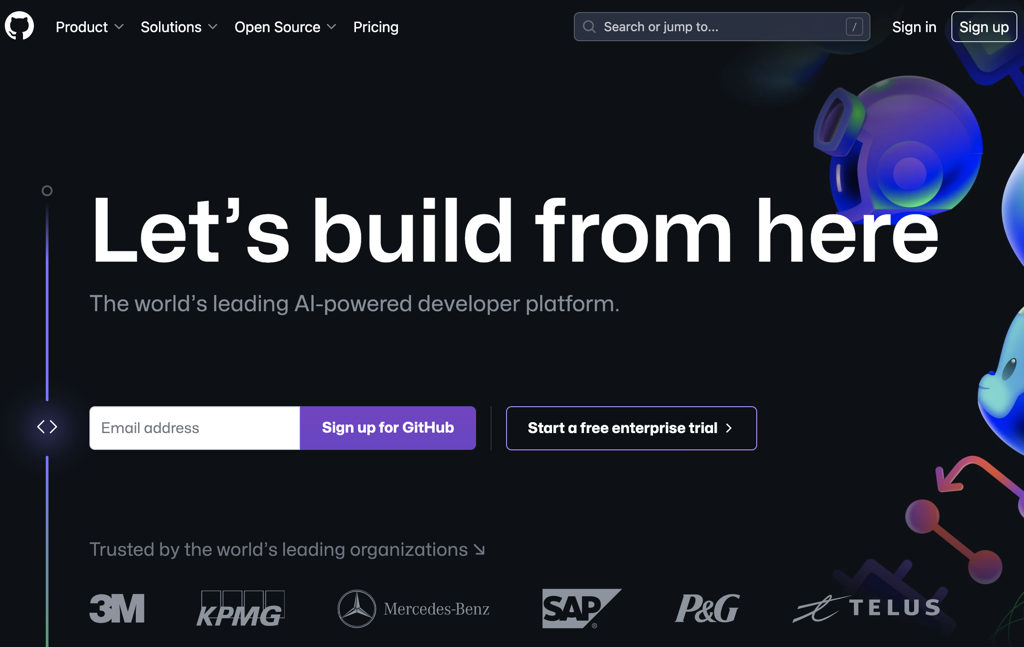 Product Solutions Open Source Pricing Search or jump to... / Sign in Sign up
Let’s build from here
The world’s leading AI-powered developer platform.
Email address Sign up for GitHub Start a free enterprise trial
Trusted by the world’s leading organizations
3M KPMG Mercedes-Benz SAP P&G TELUS